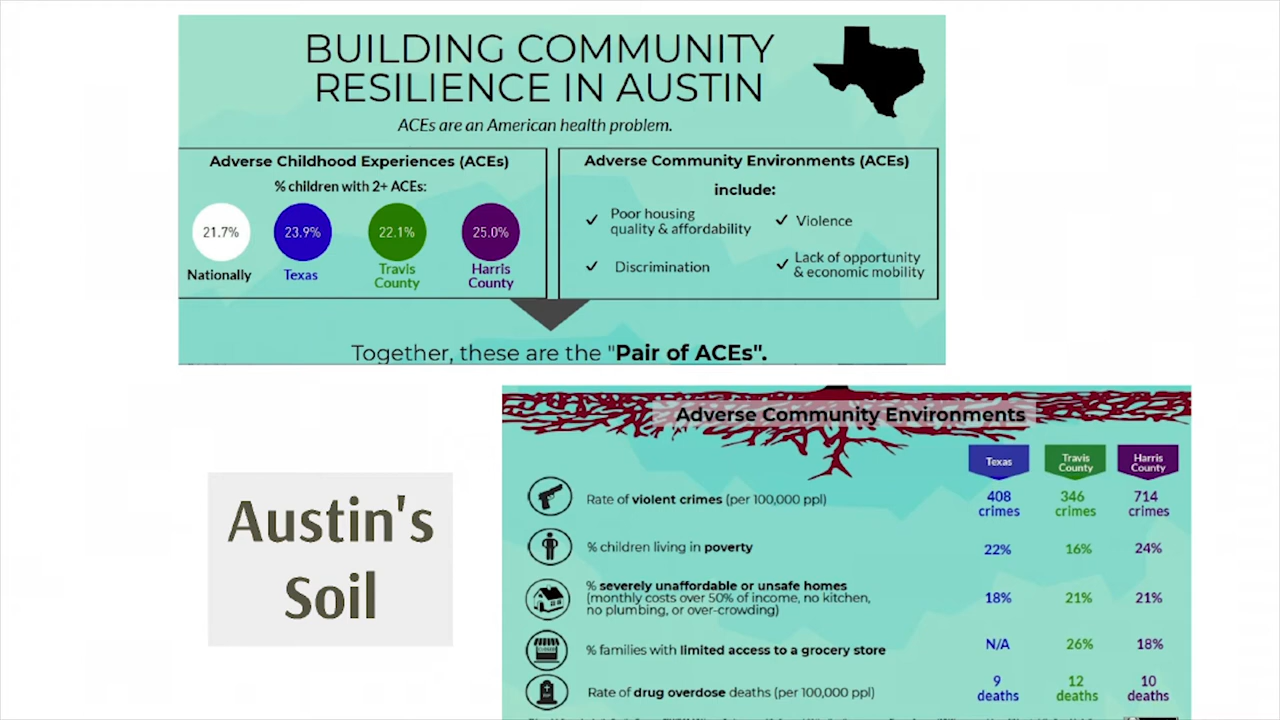 BUILDING COMMUNITY
RESILIENCE IN AUSTIN
ACEs are an American health problem.
Adverse Childhood Experiences (ACEs)
% children with 2+ ACEs:
21.7%
23.9%
22.1%
25.0%
Nationally
Texas
Travis
County
Harris
County
Adverse Community Environments (ACEs)
include:
Poor housing
quality & affordability
Violence
Discrimination
Lack of opportunity
& economic mobility
Together, these are the "Pair of ACEs".
Austin's
Soil
Adverse Community Environments
Texas
Travis
County
Harris
County
Rate of violent crimes (per 100,000 ppl)
408
crimes
346
crimes
714
crimes
% children living in poverty
22%
16%
24%
% severely unaffordable or unsafe homes
(monthly costs over 50% of income, no kitchen,
no plumbing, or over-crowding)
18%
21%
21%
% families with limited access to a grocery store
N/A
26%
18%
Rate of drug overdose deaths (per 100,000 ppl)
9
deaths
12
deaths
10
deaths